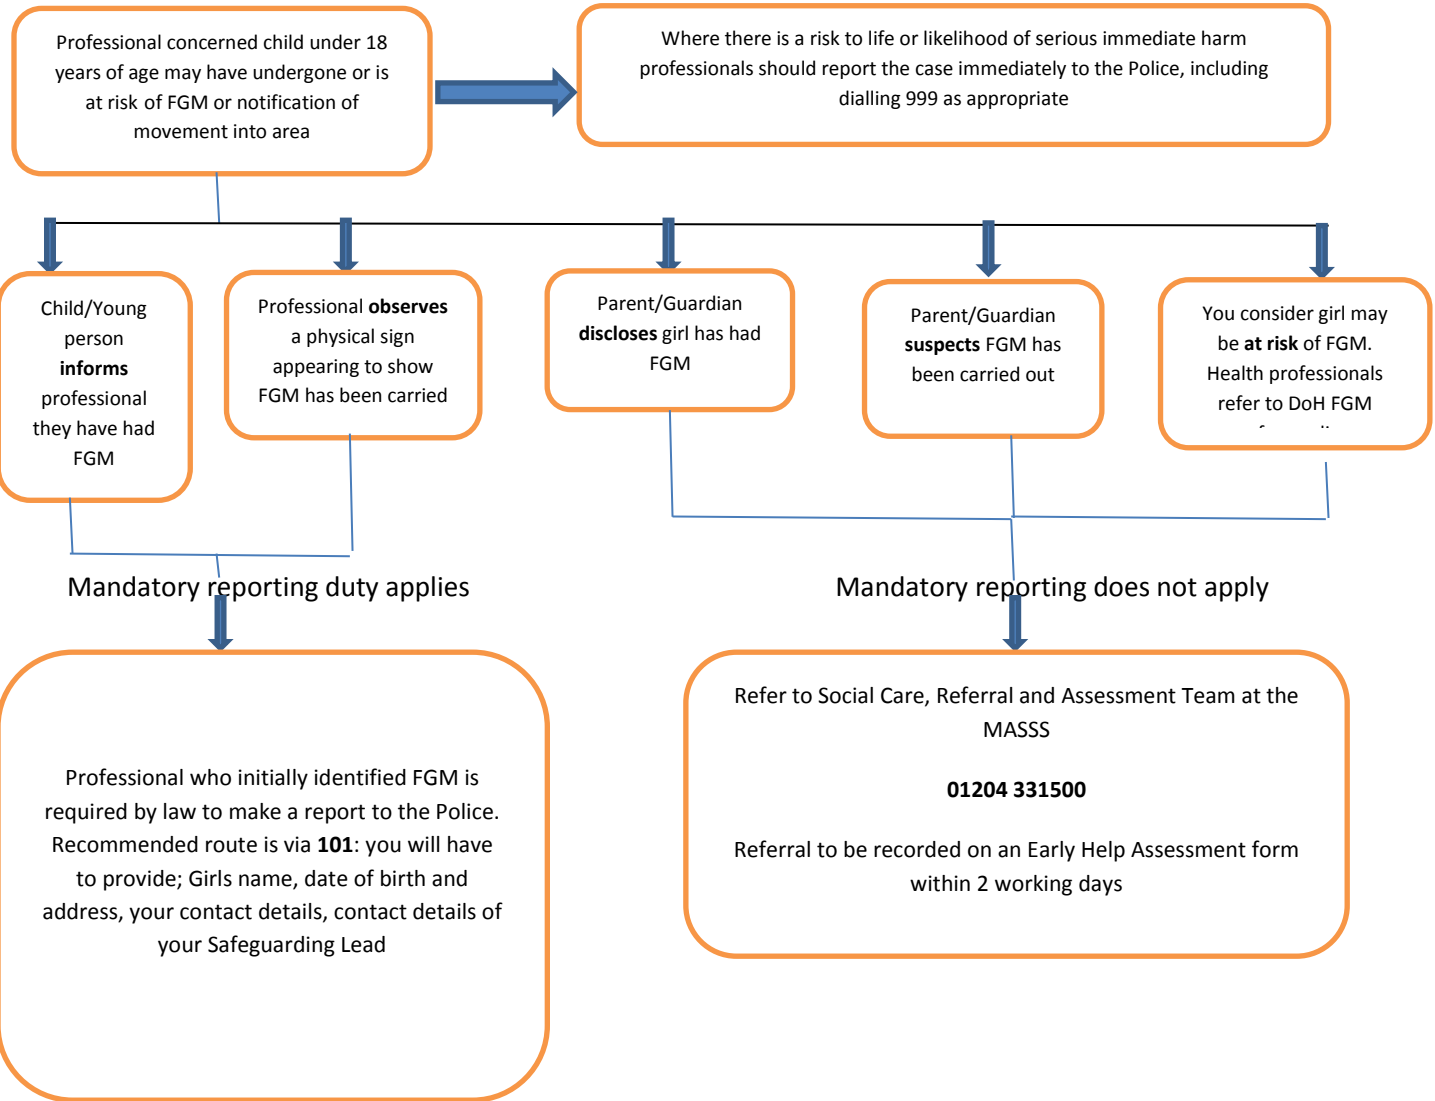 Professional concerned child under 18
years of age may have undergone or is
at risk of FGM or notification of
movement into area
Where there is a risk to life or likelihood of serious immediate harm
professionals should report the case immediately to the Police, including
dialling 999 as appropriate
Child/Young
person
informs
professional
they have had
FGM
Professional observes
a physical sign
appearing to show
FGM has been carried
Parent/Guardian
discloses girl has had
FGM
Parent/Guardian
suspects FGM has
been carried out
You consider girl may
be at risk of FGM.
Health professionals
refer to DoH FGM
Mandatory reporting duty applies
Mandatory reporting does not apply
Professional who initially identified FGM is
required by law to make a report to the Police.
Recommended route is via 101: you will have
to provide; Girls name, date of birth and
address, your contact details, contact details of
your Safeguarding Lead
Refer to Social Care, Referral and Assessment Team at the
MASSS
01204 331500
Referral to be recorded on an Early Help Assessment form
within 2 working days